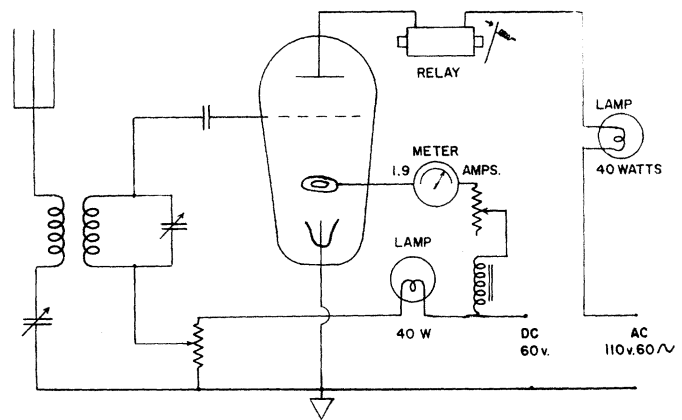 RELAY
LAMP
40 WATTS
METER
1.9 AMPS.
LAMP
40 W
DC
60 v.
AC
110 v. 60 ∿